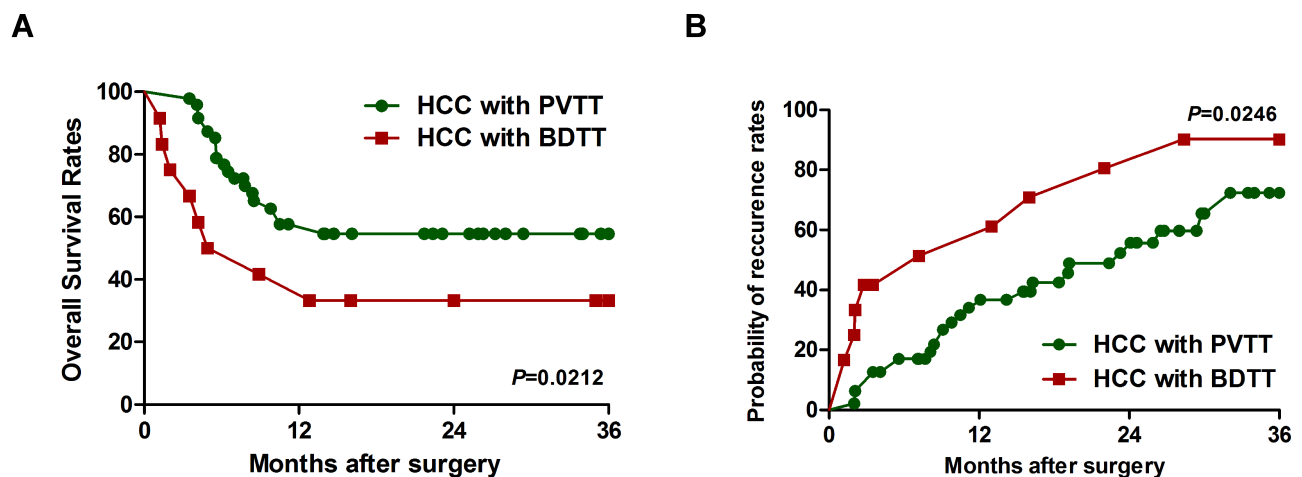 A
Overall Survival Rates
100
80
60
40
20
0
HCC with PVTT
HCC with BDTT
P=0.0212
0 12 24 36
Months after surgery
B
Probability of reccurence rates
100
80
60
40
20
0
P=0.0246
HCC with PVTT
HCC with BDTT
0 12 24 36
Months after surgery